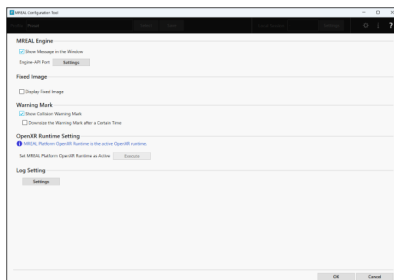 MREAL Configuration Tool
MREAL Engine
Show Message in the Window
Engine-API Port Settings
Fixed Image
Display Fixed Image
Warning Mark
Show Collision Warning Mark
Downsize the Warning Mark after a Certain Time
OpenXR Runtime Setting
MREAL Platform OpenXR Runtime is the active OpenXR runtime.
Set MREAL Platform OpenXR Runtime as Active Execute
Log Setting
Settings
OK Cancel